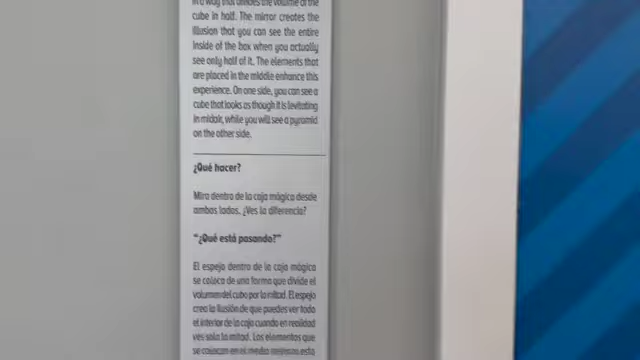 in a way that divides the volume of the
cube in half. The mirror creates the
illusion that you can see the entire
inside of the box when you actually
see only half of it. The elements that
are placed in the middle enhance this
experience. On one side, you can see a
cube that looks as though it is levitating
in midair, while you will see a pyramid
on the other side.
¿Qué hacer?
Mira dentro de la caja mágica desde
ambos lados. ¿Ves la diferencia?
"¿Qué está pasando?"
El espejo dentro de la caja mágica
se coloca de una forma que divide el
volumen del cubo por la mitad. El espejo
crea la ilusión de que puedes ver todo
el interior de la caja cuando en realidad
ves solo la mitad. Los elementos que
se colocan en el medio mejoran esta